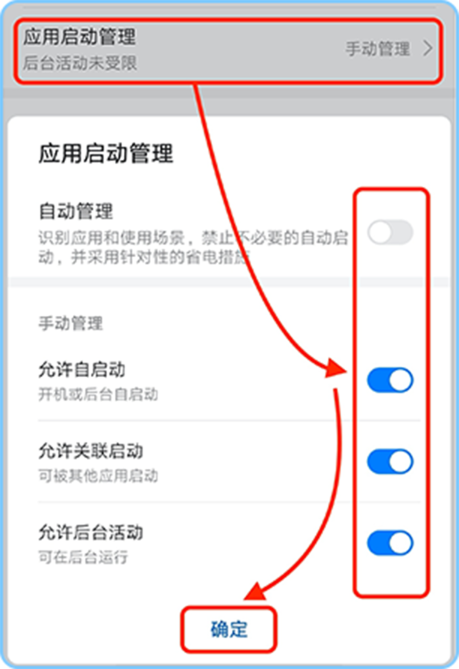 应用启动管理
后台活动未受限
手动管理
应用启动管理
自动管理
识别应用和使用场景，禁止不必要的自动启
动，并采用针对性的省电措施
手动管理
允许自启动
开机或后台自启动
允许关联启动
可被其他应用启动
允许后台活动
可在后台运行
确定